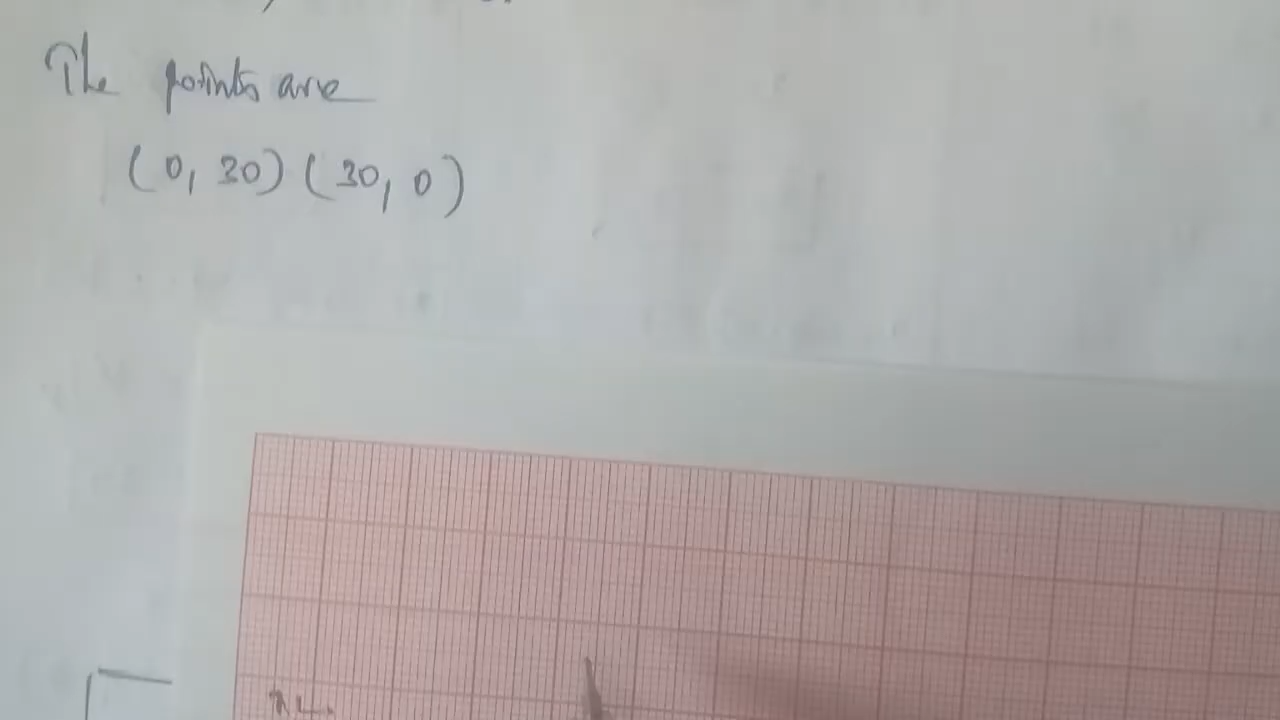 The points are
(0, 30) (30, 0)